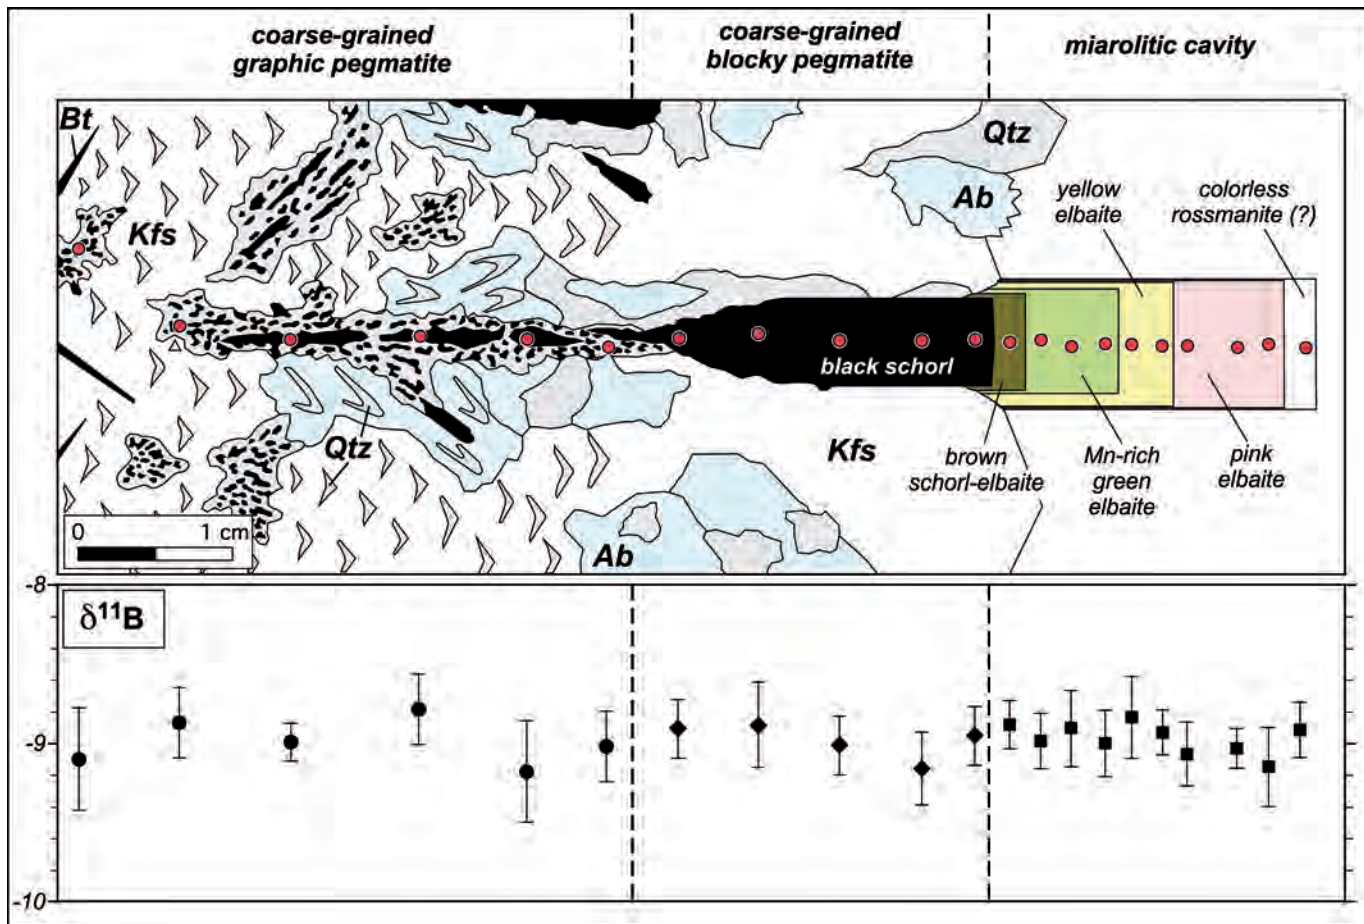 coarse-grained
graphic pegmatite
coarse-grained
blocky pegmatite
miarolitic cavity
Bt
Qtz
Kfs
Ab
yellow
elbaite
colorless
rossmanite (?)
black schorl
Qtz
Kfs
brown
schorl-elbaite
Mn-rich
green
elbaite
pink
elbaite
0 1 cm
Ab
-8
δ¹¹B
-9
-10